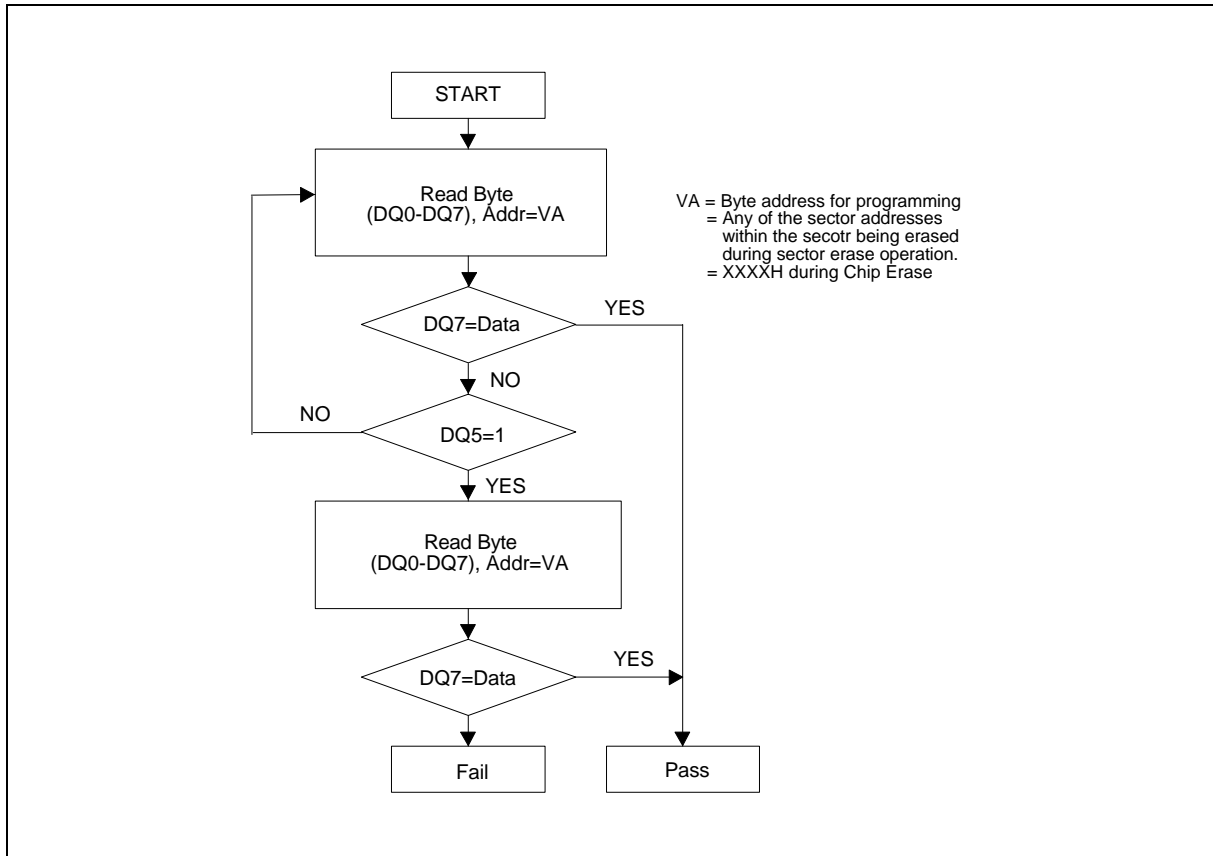 START
Read Byte
(DQ0-DQ7), Addr=VA
VA = Byte address for programming
= Any of the sector addresses
within the secotr being erased
during sector erase operation.
= XXXXH during Chip Erase
YES
DQ7=Data
NO
NO
DQ5=1
YES
Read Byte
(DQ0-DQ7), Addr=VA
YES
DQ7=Data
Fail
Pass